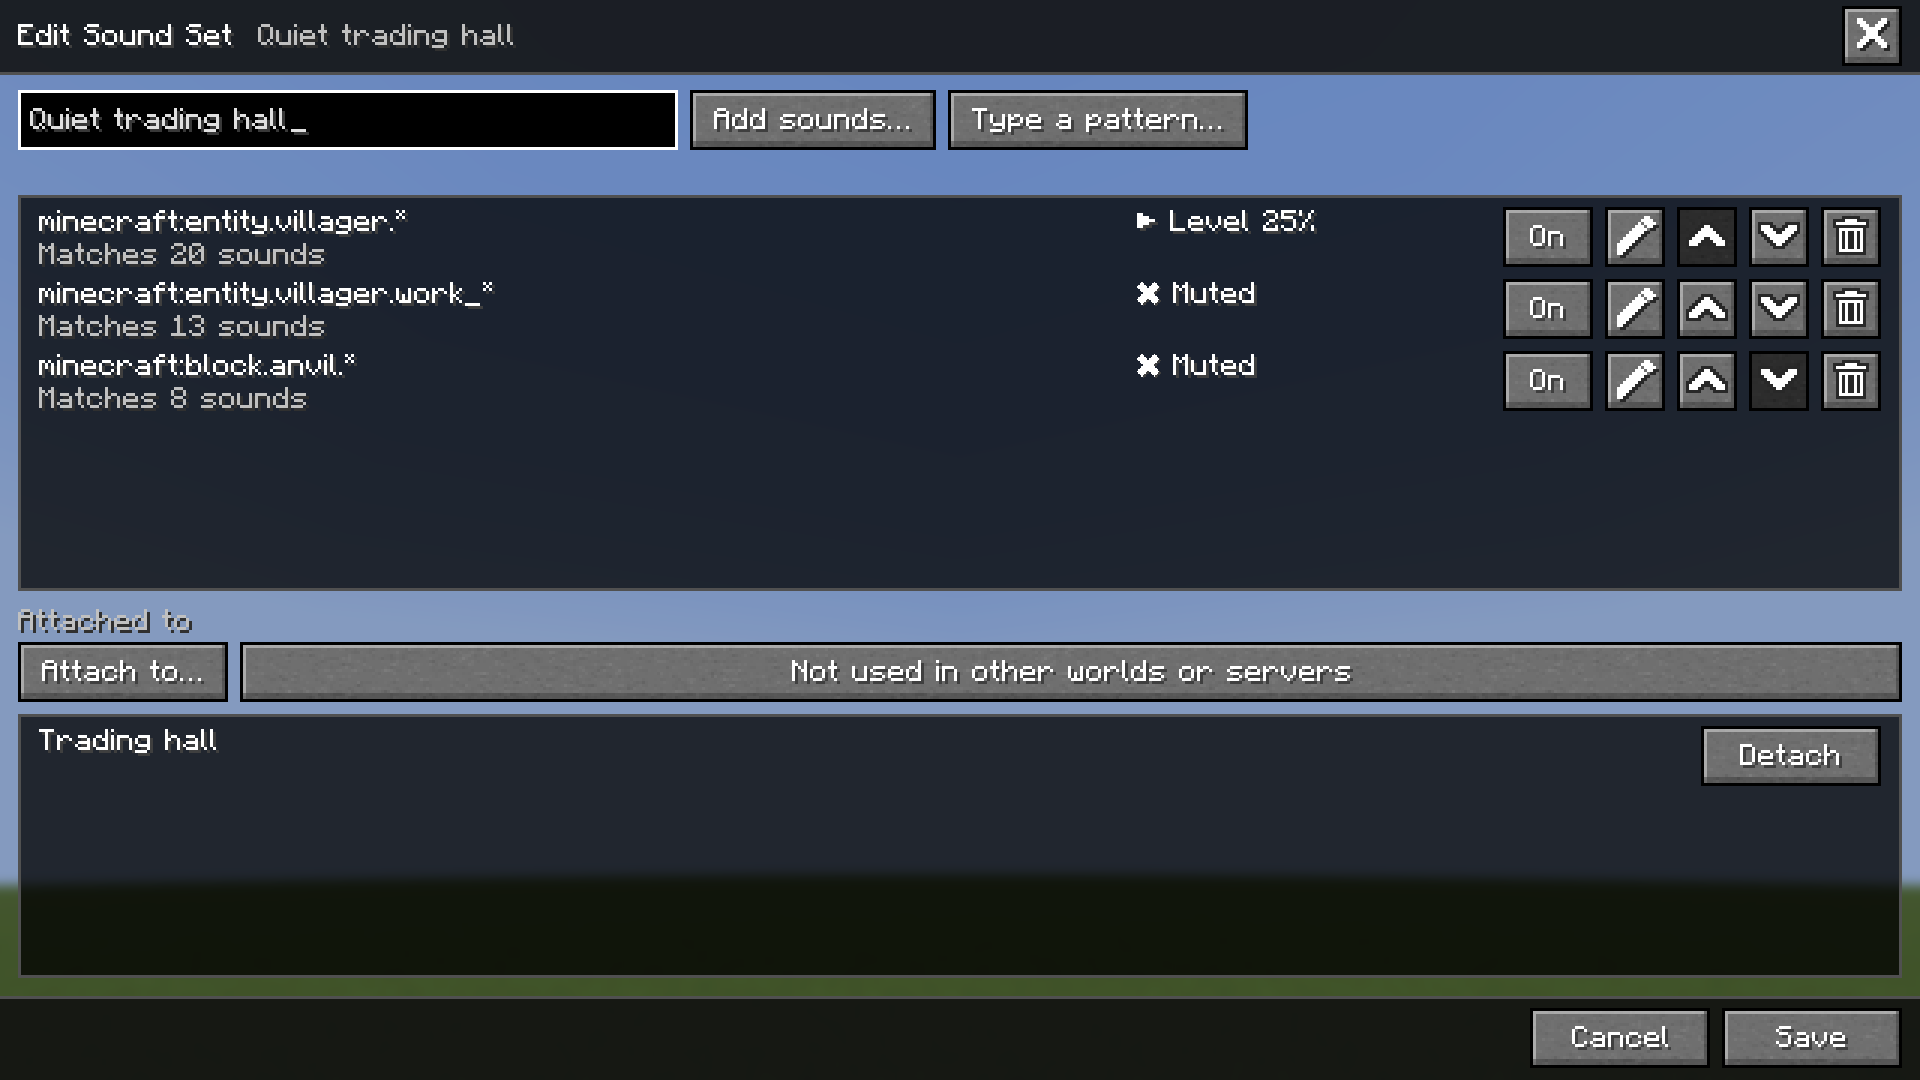 Edit Sound Set Quiet trading hall
Quiet trading hall_
Add sounds...
Type a pattern...
minecraft:entity.villager.*
Level 25%
On
Matches 20 sounds
minecraft:entity.villager.work_*
Muted
On
Matches 13 sounds
minecraft:block.anvil.*
Muted
On
Matches 8 sounds
Attached to
Attach to...
Not used in other worlds or servers
Trading hall
Detach
Cancel
Save